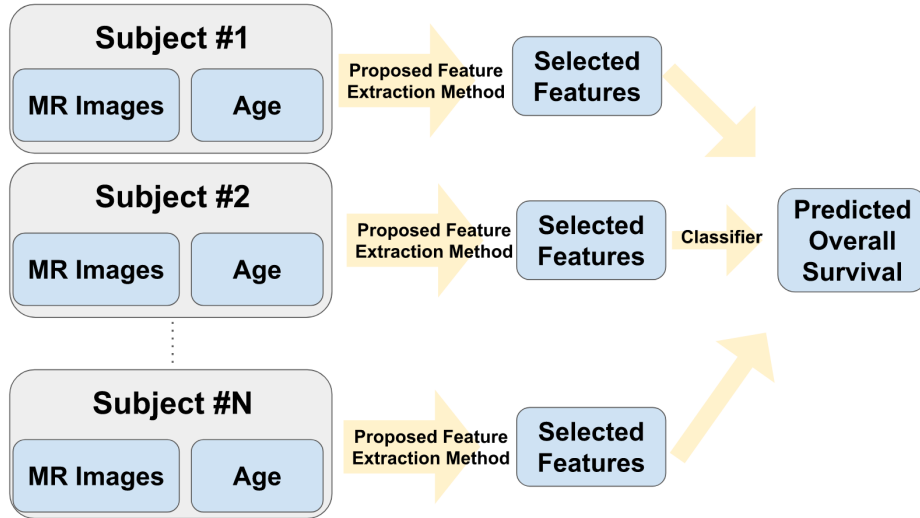 Subject #1
MR Images
Age
Proposed Feature
Extraction Method
Selected
Features
Subject #2
MR Images
Age
Proposed Feature
Extraction Method
Selected
Features
Classifier
Predicted
Overall
Survival
Subject #N
MR Images
Age
Proposed Feature
Extraction Method
Selected
Features